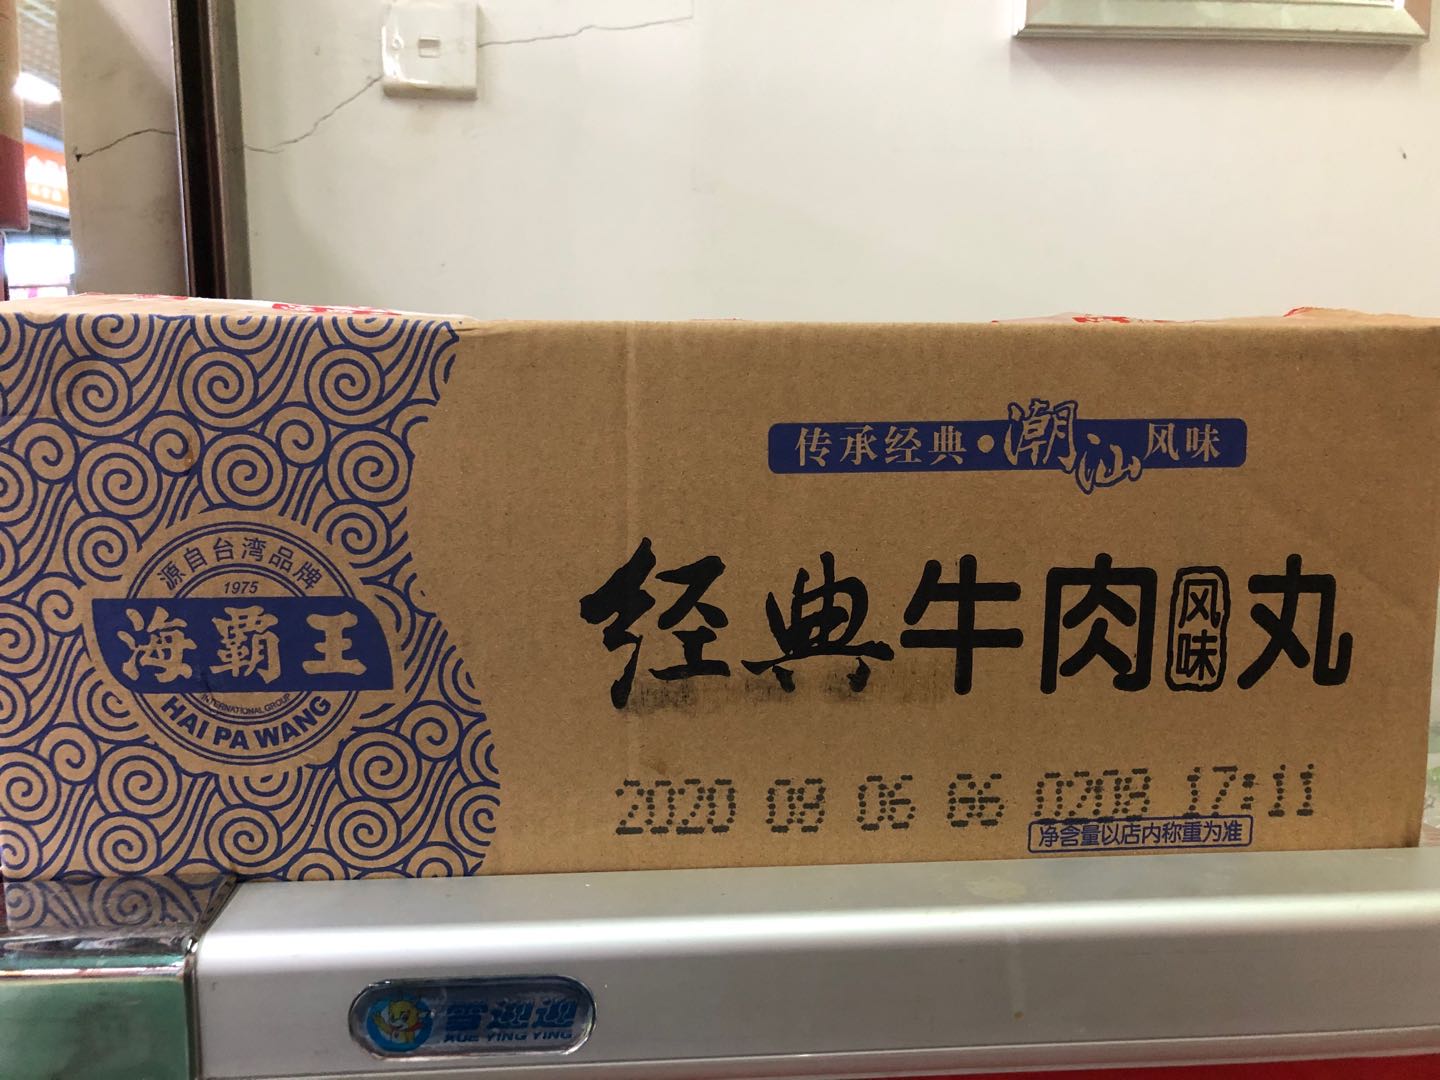 源自台湾品牌
1975
海霸王
INTERNATIONAL GROUP
HAI PA WANG
传承经典·潮汕风味
经典牛肉风味丸
2020 08 06 G6 0208 17:11
净含量以店内称重为准
雪迎迎
XUE YING YING